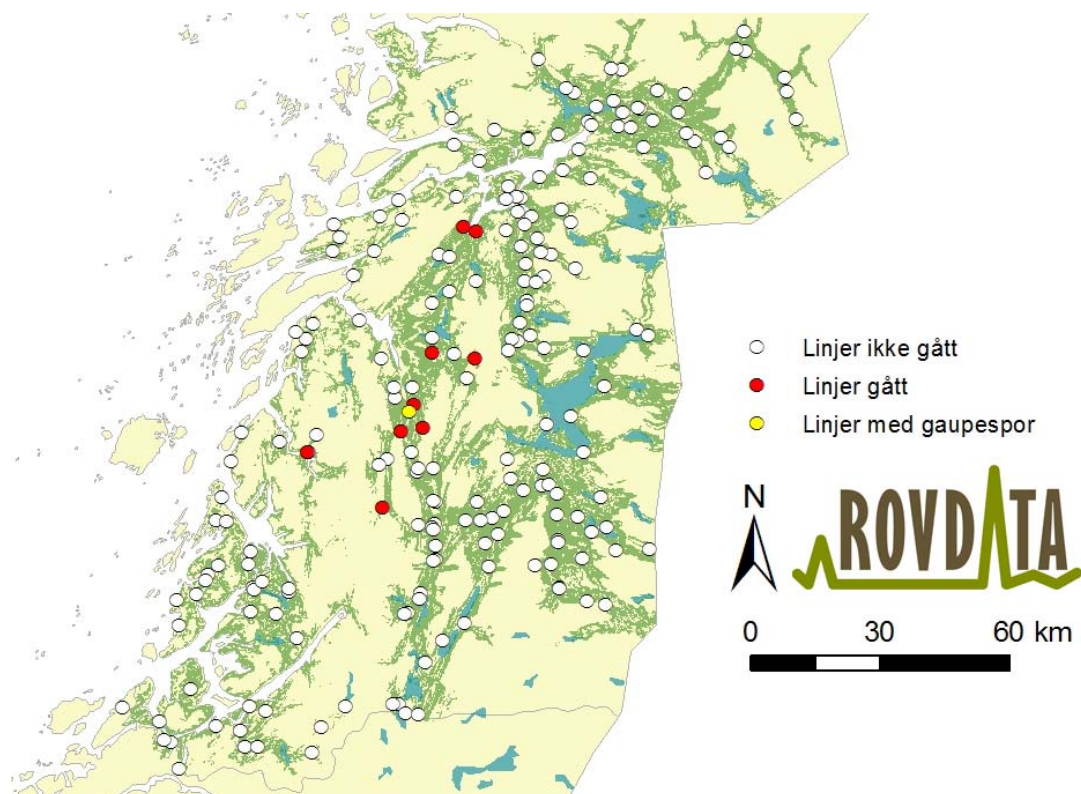 Linjer ikke gått
Linjer gått
Linjer med gaupespor
N
ROVDATA
0 30 60 km